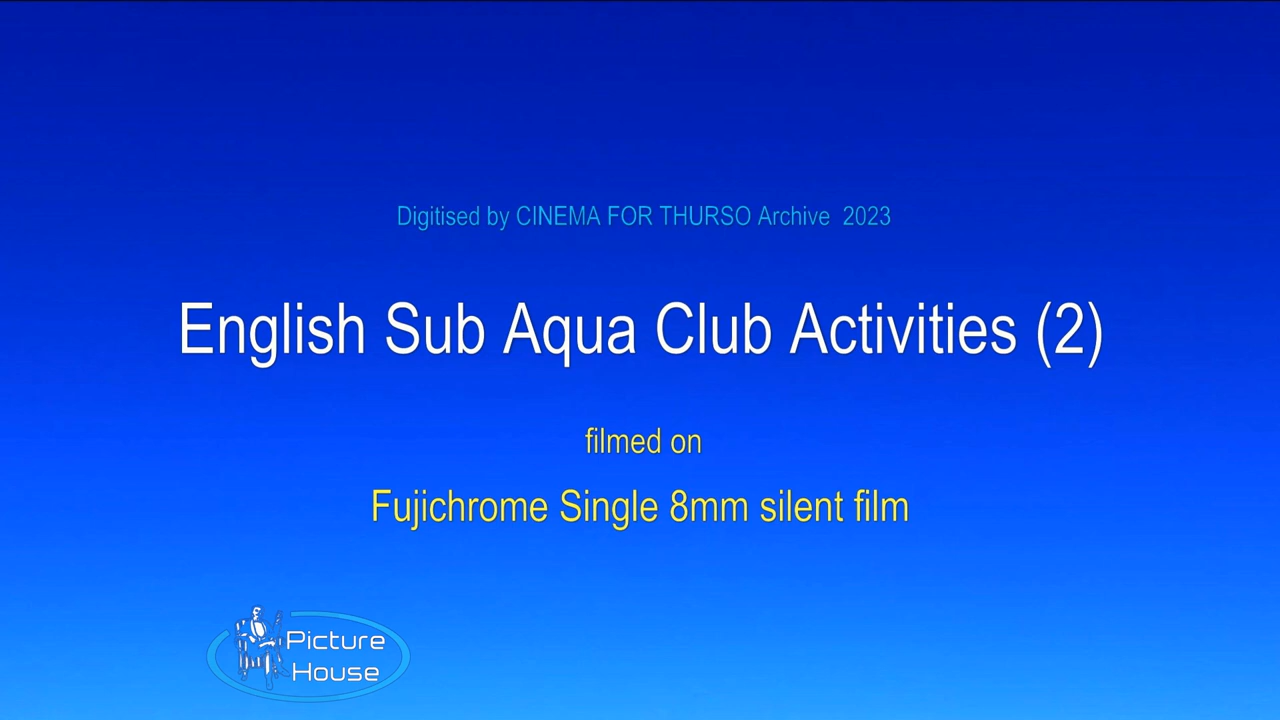 Digitised by CINEMA FOR THURSO Archive 2023
English Sub Aqua Club Activities (2)
filmed on
Fujichrome Single 8mm silent film
Picture
House